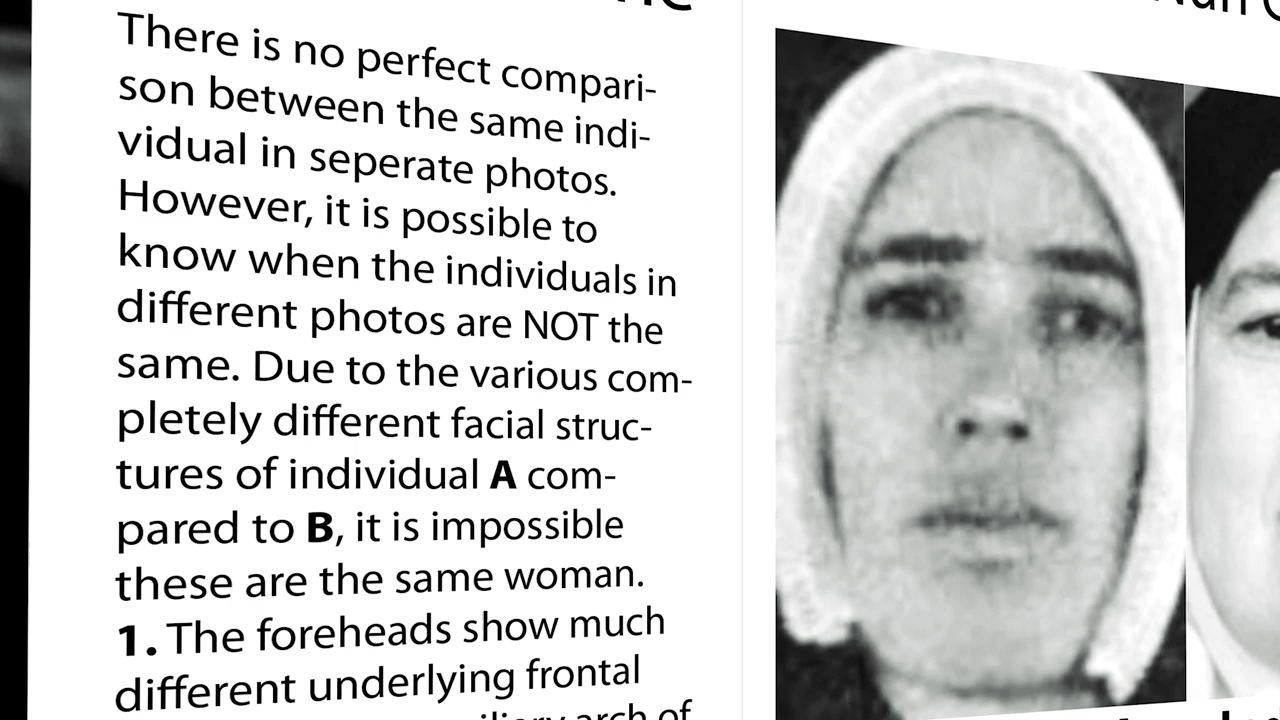 There is no perfect compari-
son between the same indi-
vidual in seperate photos.
However, it is possible to
know when the individuals in
different photos are NOT the
same. Due to the various com-
pletely different facial struc-
tures of individual A com-
pared to B, it is impossible
these are the same woman.
1. The foreheads show much
different underlying frontal
arch of